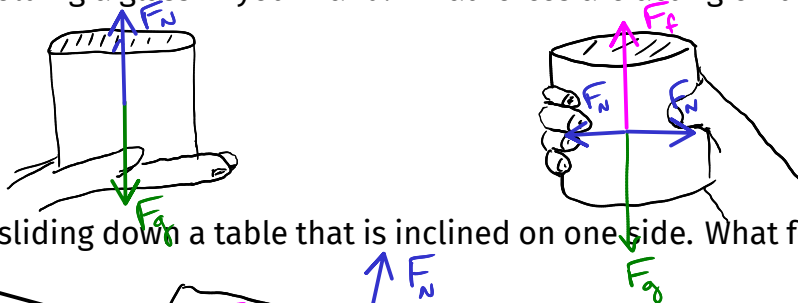 F_N
F_f
F_N
F_N
F_g
sliding down a table that is inclined on one side. What f
F_g
F_N